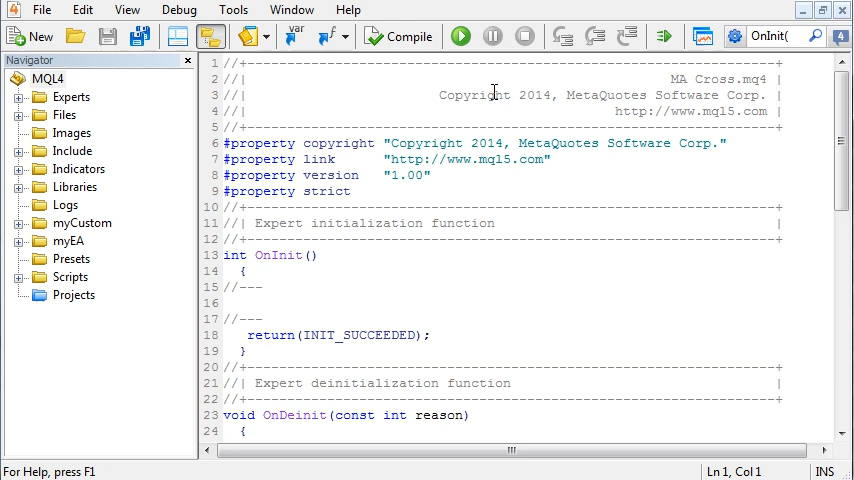 File Edit View Debug Tools Window Help
New var f Compile OnInit( 4
Navigator
MQL4
Experts
Files
Images
Include
Indicators
Libraries
Logs
myCustom
myEA
Presets
Scripts
Projects
1 //+------------------------------------------------------------------+
2 //| MA Cross.mq4 |
3 //| Copyright 2014, MetaQuotes Software Corp. |
4 //| http://www.mql5.com |
5 //+------------------------------------------------------------------+
6 #property copyright "Copyright 2014, MetaQuotes Software Corp."
7 #property link "http://www.mql5.com"
8 #property version "1.00"
9 #property strict
10 //+------------------------------------------------------------------+
11 //| Expert initialization function |
12 //+------------------------------------------------------------------+
13 int OnInit()
14 {
15 //---
16
17 //---
18 return(INIT_SUCCEEDED);
19 }
20 //+------------------------------------------------------------------+
21 //| Expert deinitialization function |
22 //+------------------------------------------------------------------+
23 void OnDeinit(const int reason)
24 {
For Help, press F1 Ln 1, Col 1 INS